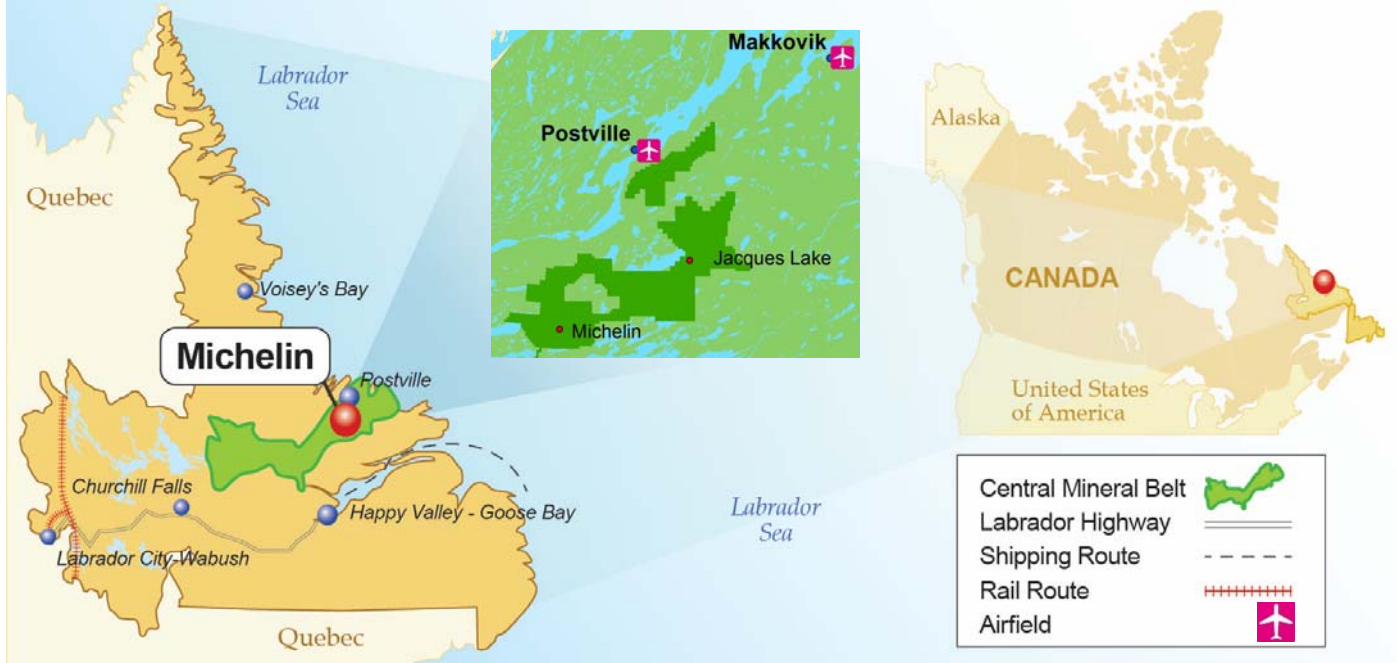 Labrador
Sea
Quebec
Voisey's Bay
Michelin
Postville
Churchill Falls
Happy Valley - Goose Bay
Labrador City-Wabush
Quebec
Labrador
Sea
Makkovik
Postville
Jacques Lake
Michelin
Alaska
CANADA
United States
of America
Central Mineral Belt
Labrador Highway
Shipping Route
Rail Route
Airfield